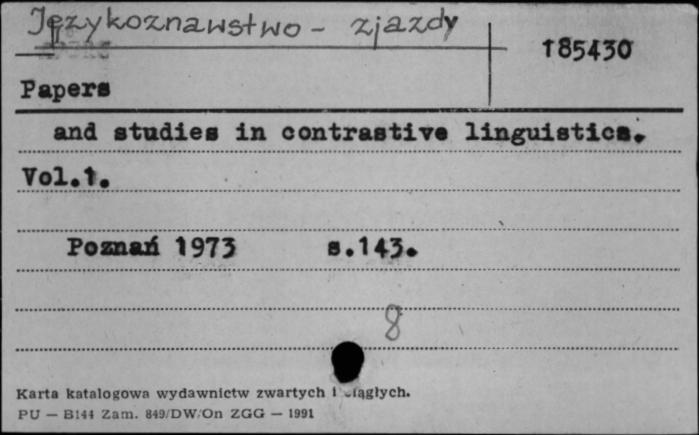 Językoznawstwo - zjazdy
185430
Papers
and studies in contrastive linguistics.
Vol.1.
Poznań 1973 s.143.
8
Karta katalogowa wydawnictw zwartych i ciągłych.
PU — B144 Zam. 849/DW/On ZGG — 1991